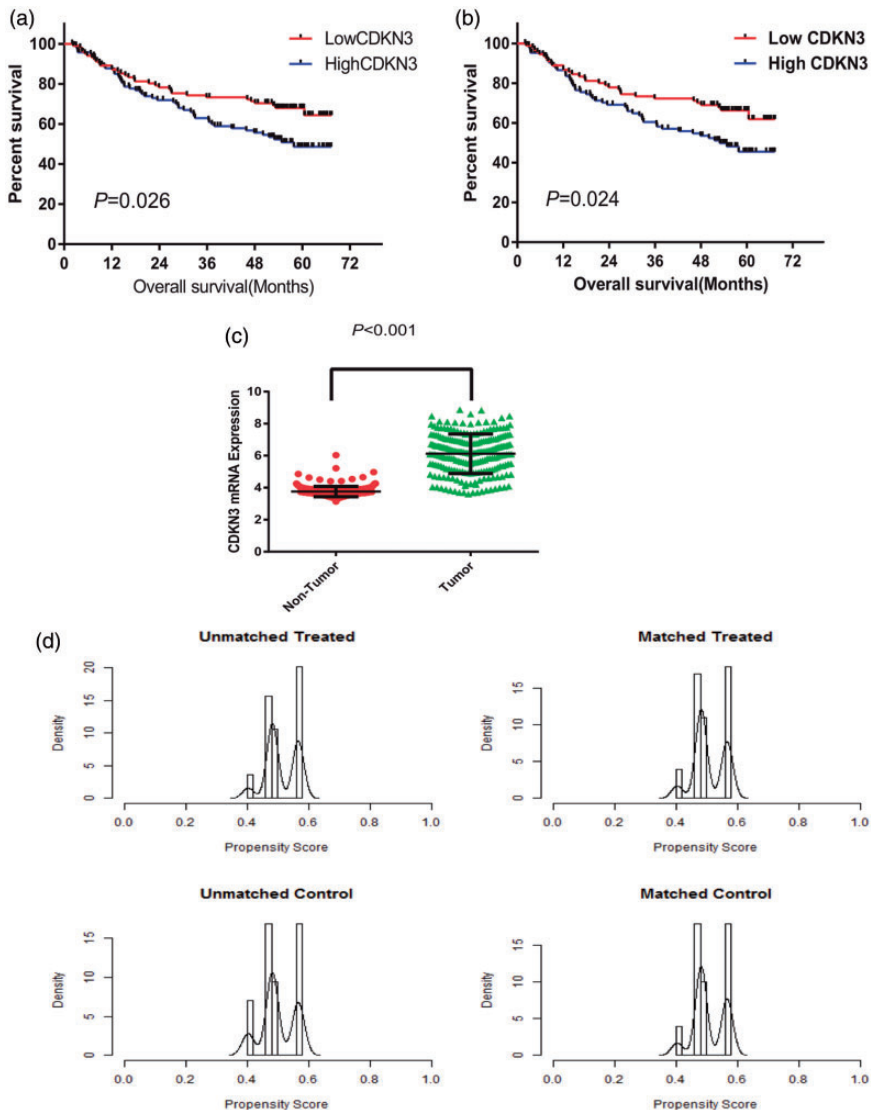 (a)
LowCDKN3
HighCDKN3
Percent survival
100
80
60
40
20
0
P=0.026
0 12 24 36 48 60 72
Overall survival(Months)
(b)
Low CDKN3
High CDKN3
Percent survival
100
80
60
40
20
0
P=0.024
0 12 24 36 48 60 72
Overall survival(Months)
(c)
P<0.001
CDKN3 mRNA Expression
10
8
6
4
2
0
Non-Tumor
Tumor
(d)
Unmatched Treated
Density
20
15
10
5
0
0.0 0.2 0.4 0.6 0.8 1.0
Propensity Score
Matched Treated
Density
15
10
5
0
0.0 0.2 0.4 0.6 0.8 1.0
Propensity Score
Unmatched Control
Density
15
10
5
0
0.0 0.2 0.4 0.6 0.8 1.0
Propensity Score
Matched Control
Density
15
10
5
0
0.0 0.2 0.4 0.6 0.8 1.0
Propensity Score